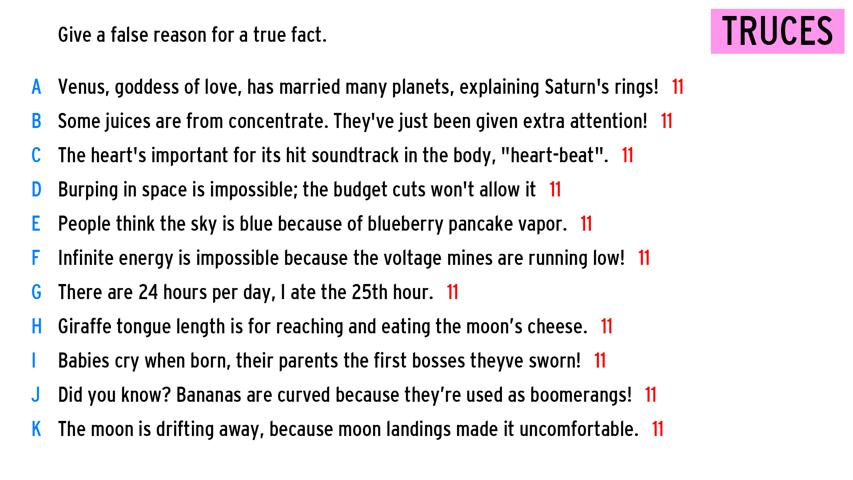 Give a false reason for a true fact.
TRUCES
A Venus, goddess of love, has married many planets, explaining Saturn's rings! 11
B Some juices are from concentrate. They've just been given extra attention! 11
C The heart's important for its hit soundtrack in the body, "heart-beat". 11
D Burping in space is impossible; the budget cuts won't allow it 11
E People think the sky is blue because of blueberry pancake vapor. 11
F Infinite energy is impossible because the voltage mines are running low! 11
G There are 24 hours per day, I ate the 25th hour. 11
H Giraffe tongue length is for reaching and eating the moon’s cheese. 11
I Babies cry when born, their parents the first bosses theyve sworn! 11
J Did you know? Bananas are curved because they’re used as boomerangs! 11
K The moon is drifting away, because moon landings made it uncomfortable. 11